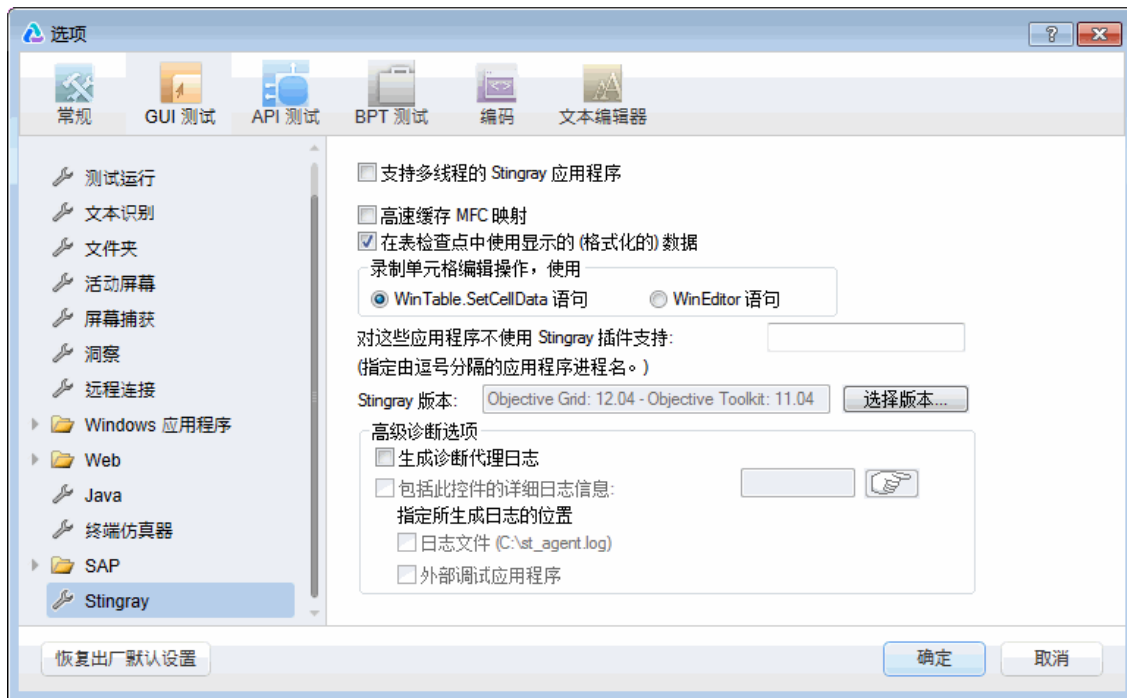 选项
常规
GUI 测试
API 测试
BPT 测试
编码
文本编辑器
测试运行
文本识别
文件夹
活动屏幕
屏幕捕获
洞察
远程连接
Windows 应用程序
Web
Java
终端仿真器
SAP
Stingray
支持多线程的 Stingray 应用程序
高速缓存 MFC 映射
在表检查点中使用显示的 (格式化的) 数据
录制单元格编辑操作，使用
WinTable.SetCellData 语句
WinEditor 语句
对这些应用程序不使用 Stingray 插件支持:
(指定由逗号分隔的应用程序进程名。)
Stingray 版本:
Objective Grid: 12.04 - Objective Toolkit: 11.04
选择版本...
高级诊断选项
生成诊断代理日志
包括此控件的详细日志信息:
指定所生成日志的位置
日志文件 (C:\st_agent.log)
外部调试应用程序
恢复出厂默认设置
确定
取消